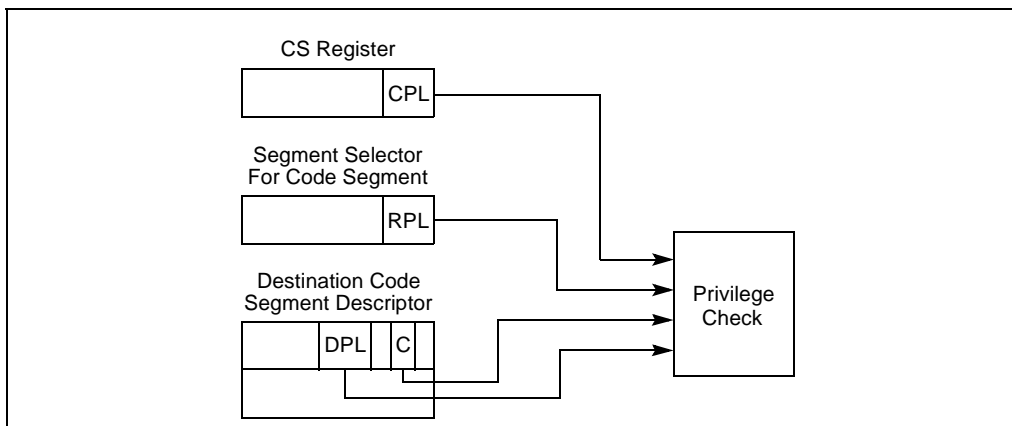 CS Register
CPL
Segment Selector
For Code Segment
RPL
Destination Code
Segment Descriptor
DPL
C
Privilege
Check